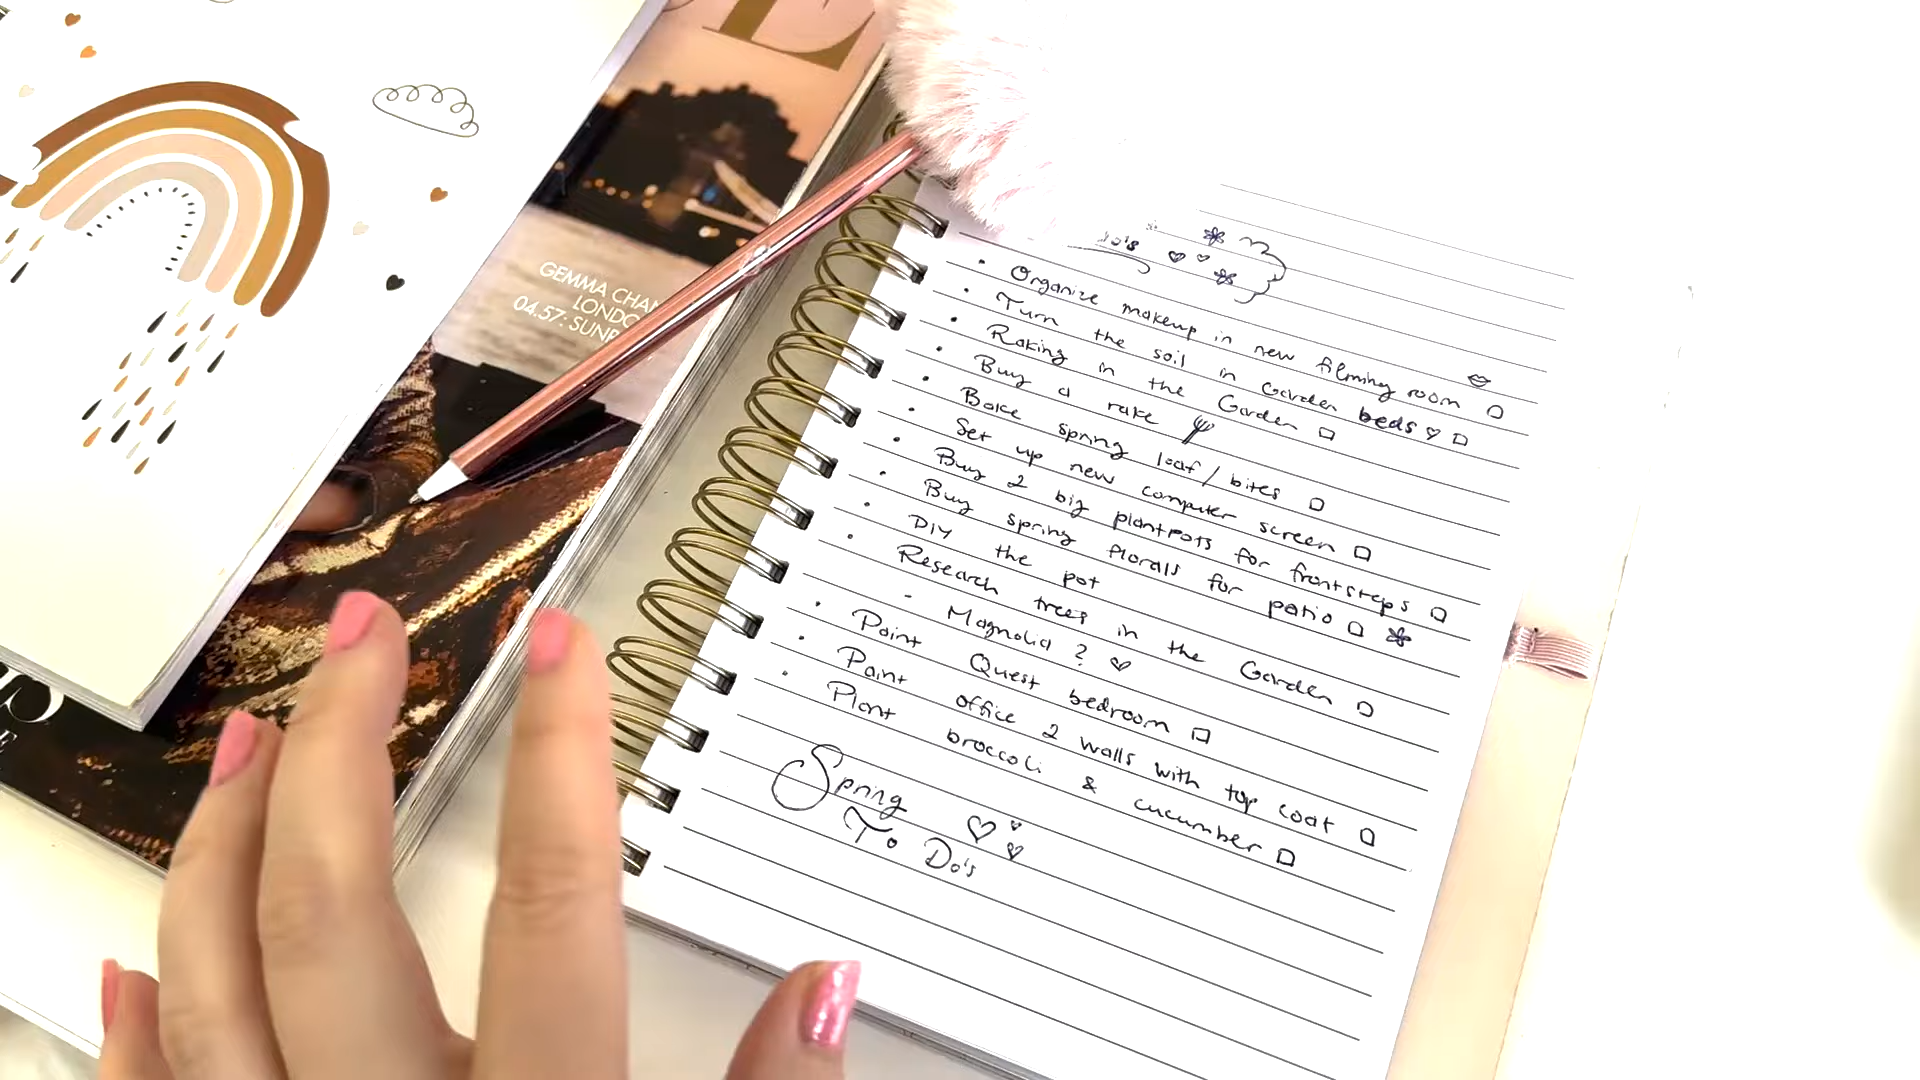 E
GEMMA CHAN
LONDO
04.57: SUNR
E
Do's
• Organize makeup in new filming room
• Turn the soil in Garden beds
• Raking in the Garden
• Buy a rake
• Bake spring loaf / bites
• Set up new computer screen
• Buy 2 big plantpots for frontsteps
• Buy spring florals for patio
• DIY the pot
• Research trees in the Garden
- Magnolia ?
• Paint Guest bedroom
• Paint office 2 walls with top coat
• Plant broccoli & cucumber
Spring
To Do's